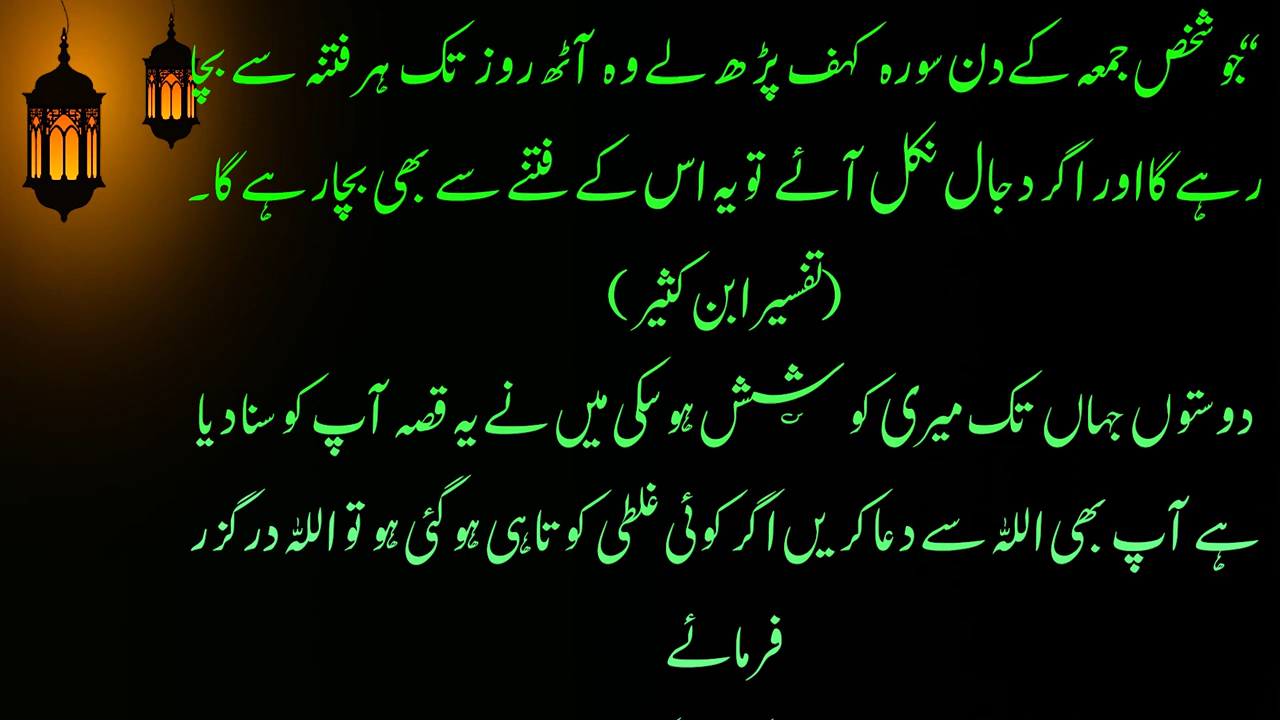 “جو شخص جمعہ کے دن سورہ کہف پڑھ لے وہ آٹھ روز تک ہر فتنہ سے بچا
رہے گا اور اگر دجال نکل آئے تو یہ اس کے فتنے سے بھی بچا رہے گا۔
(تفسیر ابن کثیر)
دوستوں جہاں تک میری کوشش ہو سکی میں نے یہ قصہ آپ کو سنا دیا
ہے آپ بھی اللہ سے دعا کریں اگر کوئی غلطی کوتاہی ہو گئی ہو تو اللہ درگزر
فرمائے